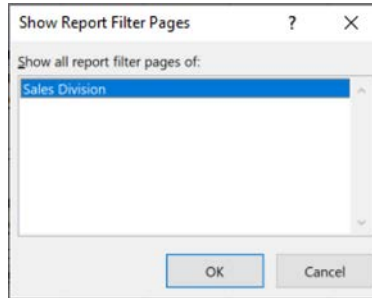 Show Report Filter Pages ?
Show all report filter pages of:
Sales Division
OK Cancel